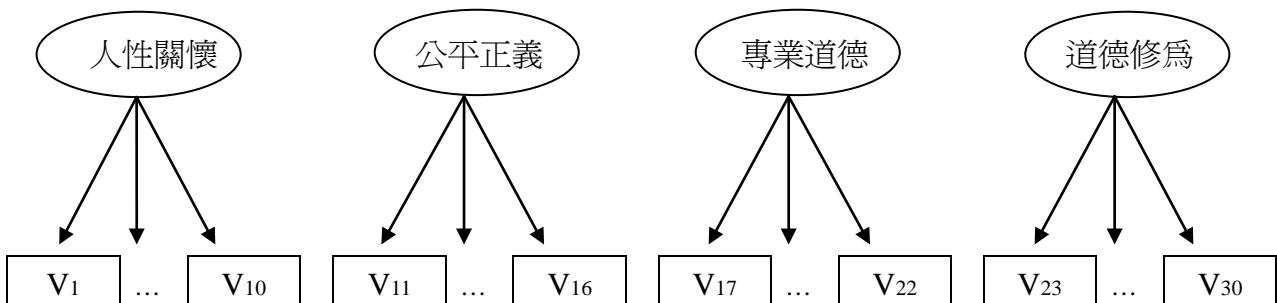 人性關懷 公平正義 專業道德 道德修為
V1 … V10 V11 … V16 V17 … V22 V23 … V30